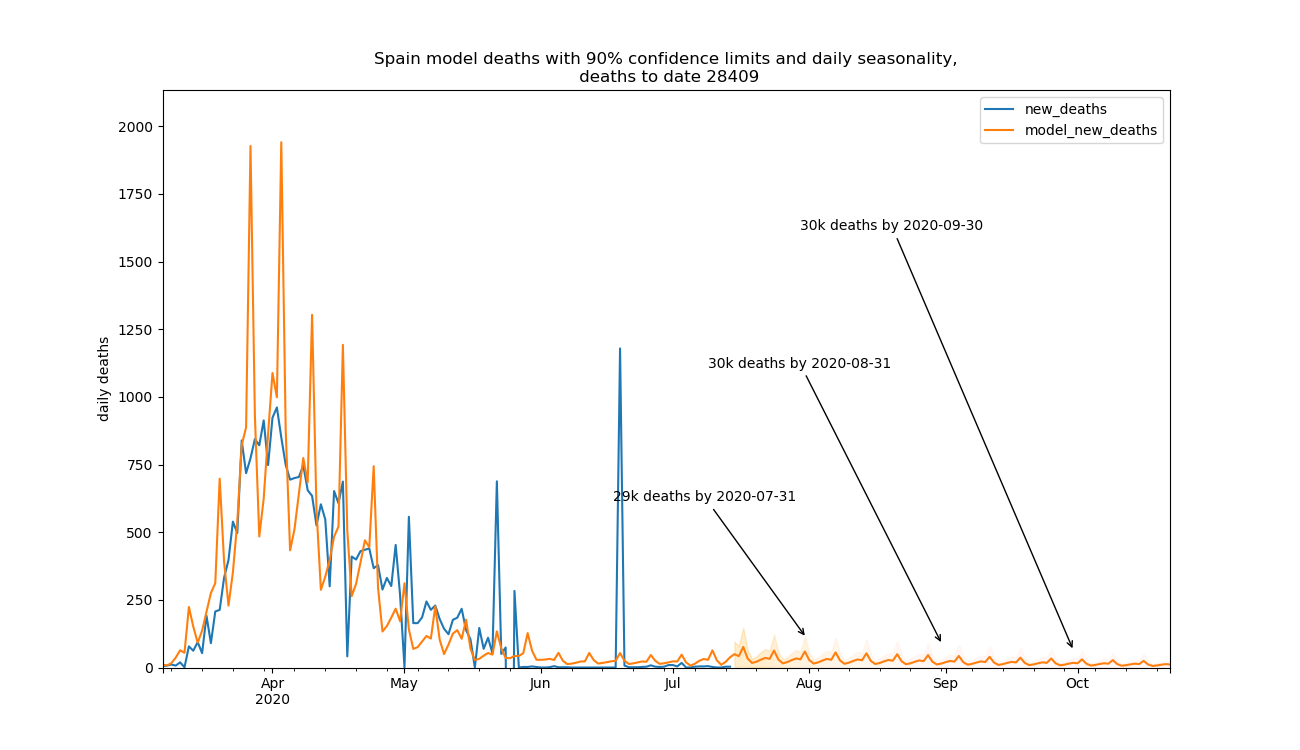 Spain model deaths with 90% confidence limits and daily seasonality,
deaths to date 28409
new_deaths
model_new_deaths
2000
1750
1500
1250
1000
750
500
250
0
daily deaths
30k deaths by 2020-09-30
30k deaths by 2020-08-31
29k deaths by 2020-07-31
Apr
2020
May
Jun
Jul
Aug
Sep
Oct